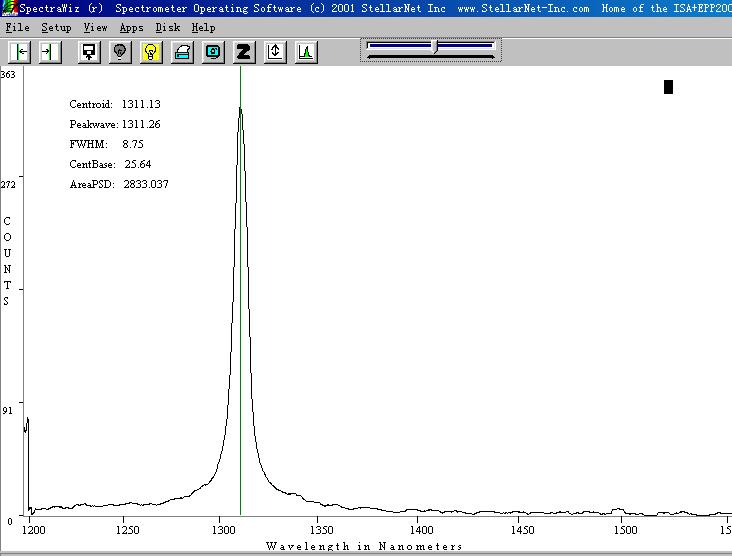 SpectraWiz (r) Spectrometer Operating Software (c) 2001 StellarNet Inc www.StellarNet-Inc.com Home of the ISA+EPP200
File Setup View Apps Disk Help
Z
363
Centroid: 1311.13
Peakwave: 1311.26
FWHM: 8.75
CentBase: 25.64
AreaPSD: 2833.037
272
COUNTS
91
0
1200 1250 1300 1350 1400 1450 1500 155
Wavelength in Nanometers